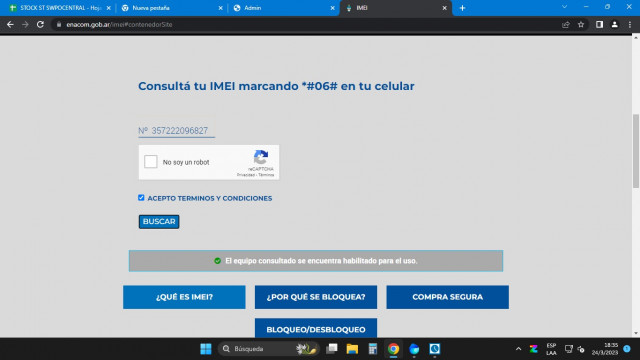 STOCK ST SWPOCENTRAL - Hoja
Nueva pestaña
Admin
IMEI
enacom.gob.ar/imei#contenedorSite
Consultá tu IMEI marcando *#06# en tu celular
Nº 357222096827
No soy un robot
reCAPTCHA
Privacidad - Términos
ACEPTO TERMINOS Y CONDICIONES
BUSCAR
El equipo consultado se encuentra habilitado para el uso.
¿QUÉ ES IMEI?
¿POR QUÉ SE BLOQUEA?
COMPRA SEGURA
BLOQUEO/DESBLOQUEO
Búsqueda
ESP
LAA
18:35
24/3/2023